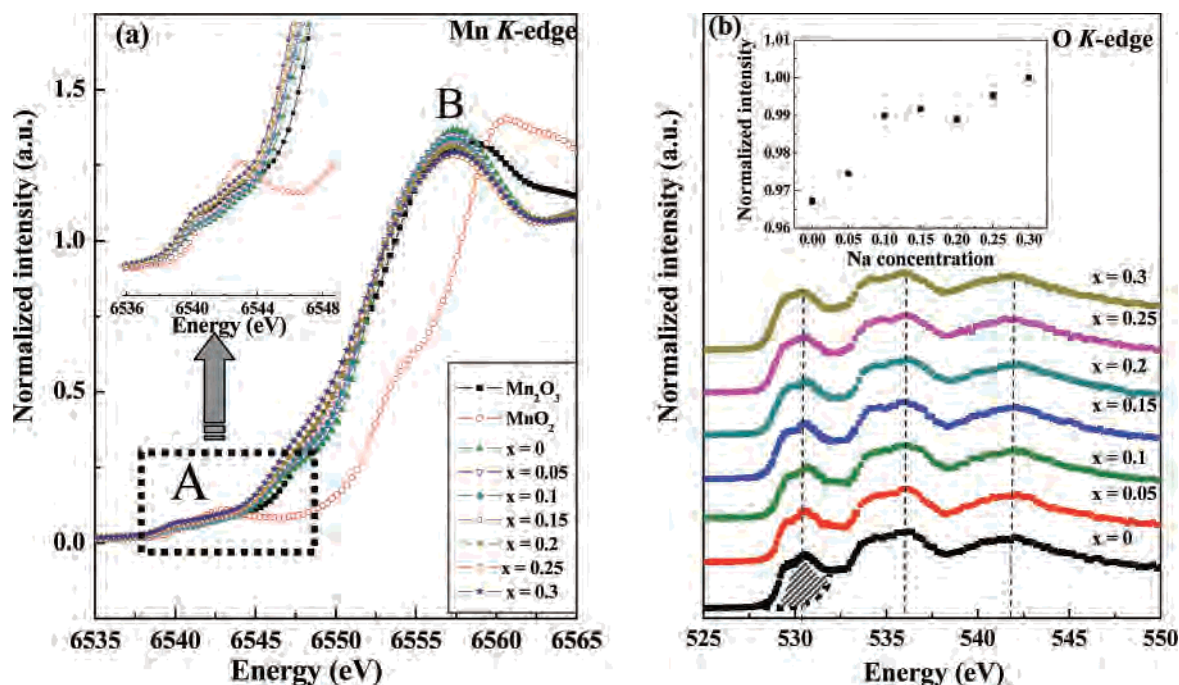 (a)
Mn K-edge
Normalized intensity (a.u.)
1.5
1.0
0.5
0.0
B
A
6536 6540 6544 6548
Energy (eV)
Mn2O3
MnO2
x = 0
x = 0.05
x = 0.1
x = 0.15
x = 0.2
x = 0.25
x = 0.3
6535 6540 6545 6550 6555 6560 6565
Energy (eV)
(b)
O K-edge
Normalized intensity (a.u.)
Normalized intensity
1.01
1.00
0.99
0.98
0.97
0.96
0.00 0.05 0.10 0.15 0.20 0.25 0.30
Na concentration
x = 0.3
x = 0.25
x = 0.2
x = 0.15
x = 0.1
x = 0.05
x = 0
525 530 535 540 545 550
Energy (eV)